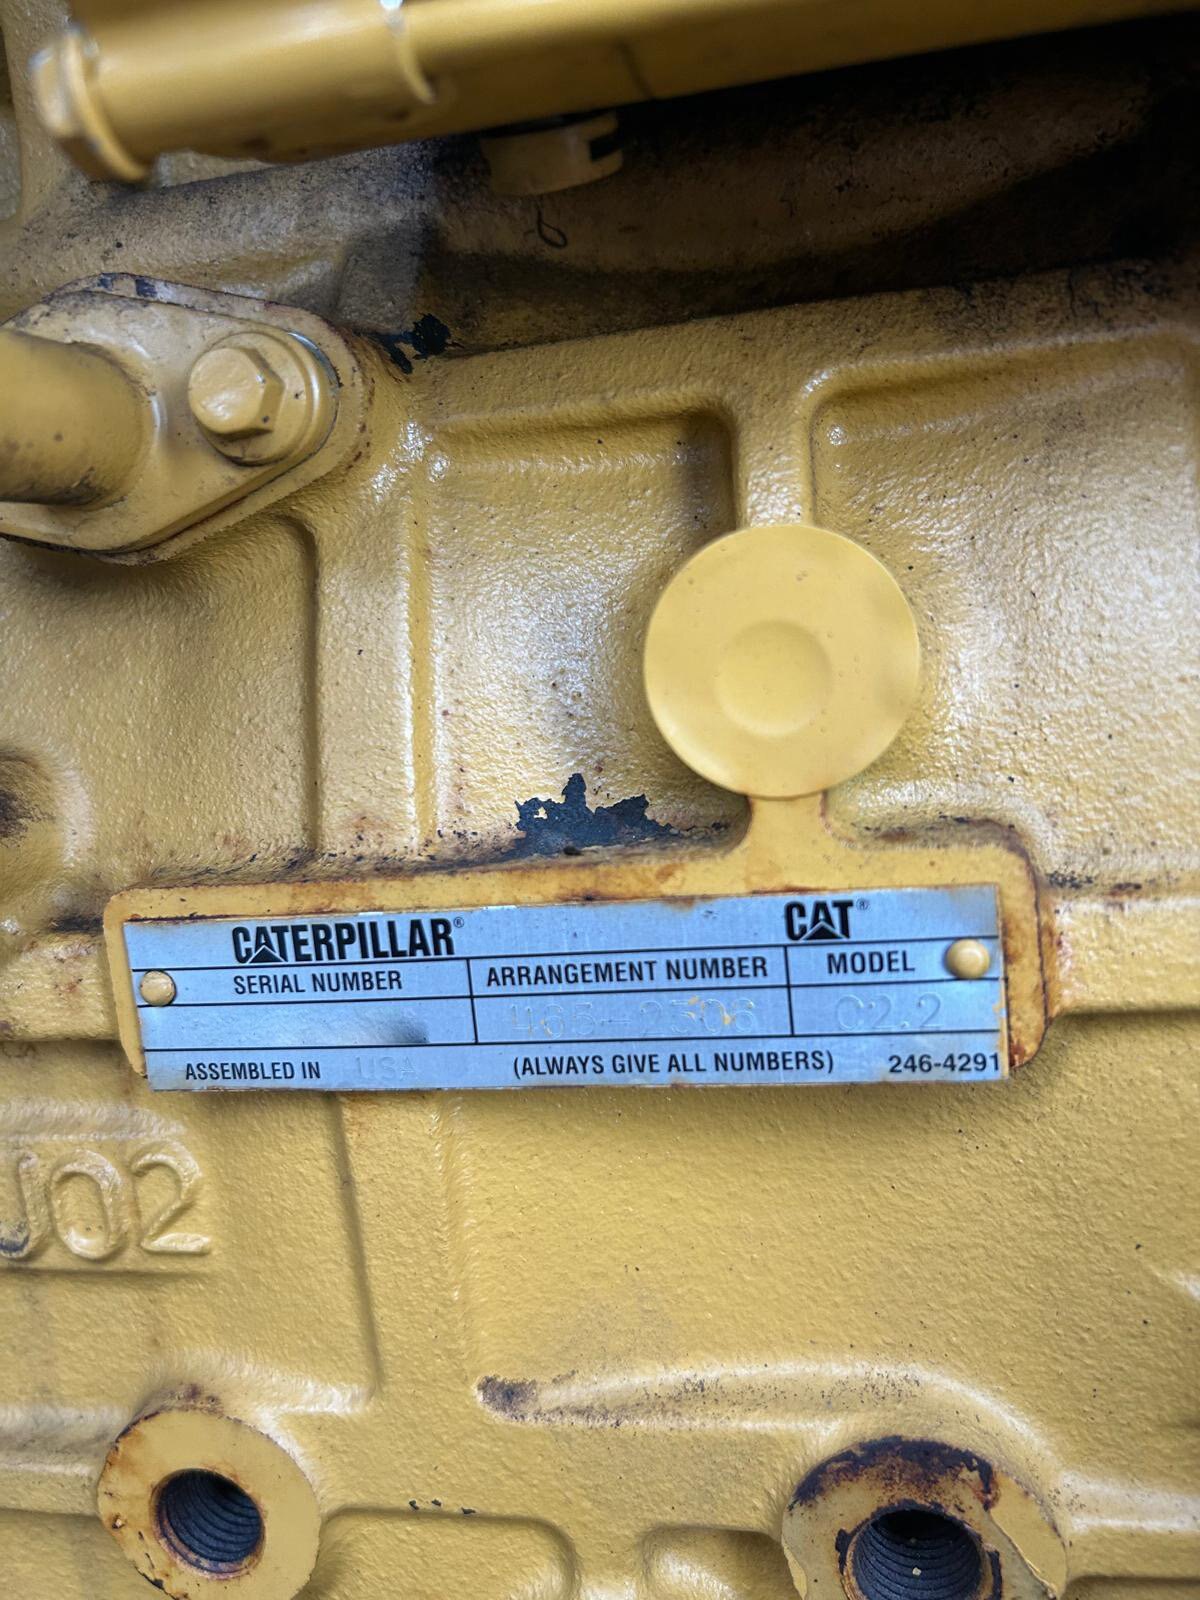 CATERPILLAR® CAT®
SERIAL NUMBER ARRANGEMENT NUMBER MODEL
465-2306 C2.2
ASSEMBLED IN USA (ALWAYS GIVE ALL NUMBERS) 246-4291
J02